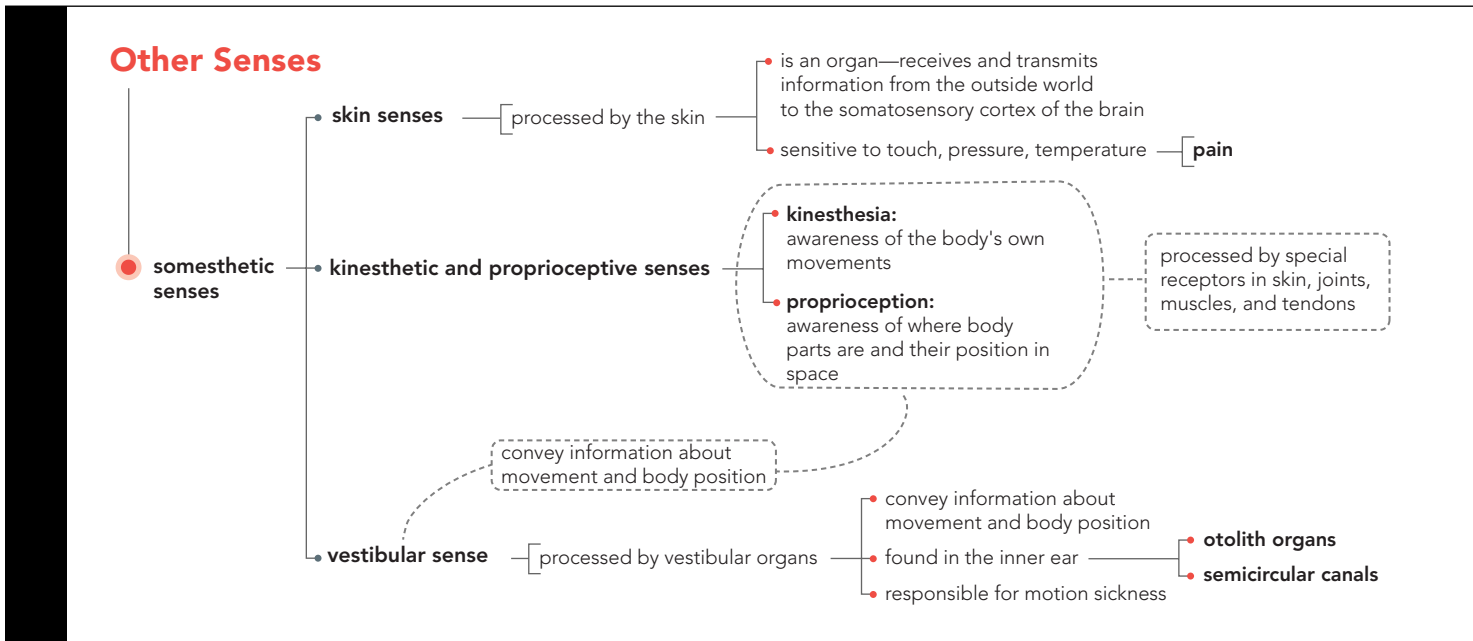 Other Senses
somesthetic
senses
skin senses
processed by the skin
is an organ—receives and transmits
information from the outside world
to the somatosensory cortex of the brain
sensitive to touch, pressure, temperature
pain
kinesthetic and proprioceptive senses
kinesthesia:
awareness of the body's own
movements
proprioception:
awareness of where body
parts are and their position in
space
processed by special
receptors in skin, joints,
muscles, and tendons
convey information about
movement and body position
vestibular sense
processed by vestibular organs
convey information about
movement and body position
found in the inner ear
otolith organs
semicircular canals
responsible for motion sickness